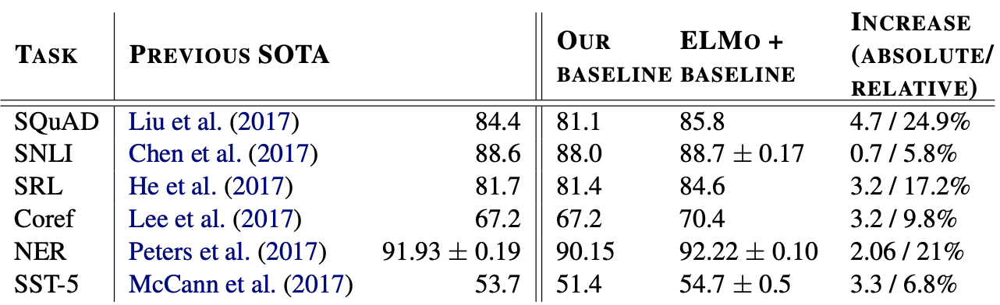 TASK PREVIOUS SOTA OUR BASELINE ELMO + BASELINE INCREASE (ABSOLUTE/ RELATIVE)
SQuAD Liu et al. (2017) 84.4 81.1 85.8 4.7 / 24.9%
SNLI Chen et al. (2017) 88.6 88.0 88.7 ± 0.17 0.7 / 5.8%
SRL He et al. (2017) 81.7 81.4 84.6 3.2 / 17.2%
Coref Lee et al. (2017) 67.2 67.2 70.4 3.2 / 9.8%
NER Peters et al. (2017) 91.93 ± 0.19 90.15 92.22 ± 0.10 2.06 / 21%
SST-5 McCann et al. (2017) 53.7 51.4 54.7 ± 0.5 3.3 / 6.8%